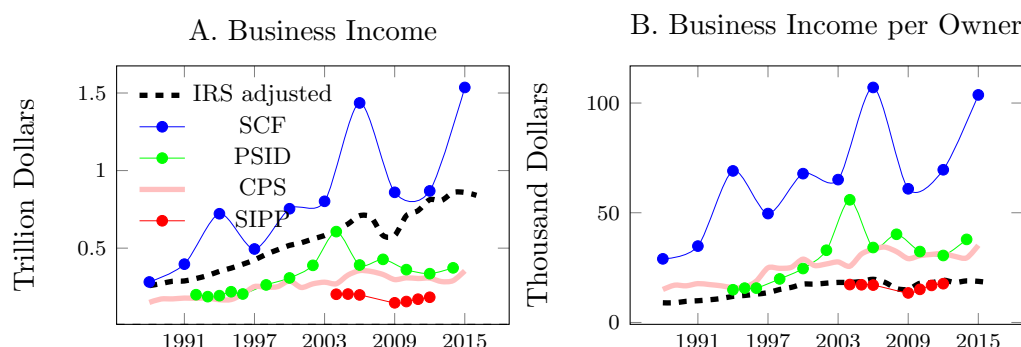 A. Business Income
Trillion Dollars
1.5
1
0.5
IRS adjusted
SCF
PSID
CPS
SIPP
1991 1997 2003 2009 2015
B. Business Income per Owner
Thousand Dollars
100
50
0
1991 1997 2003 2009 2015